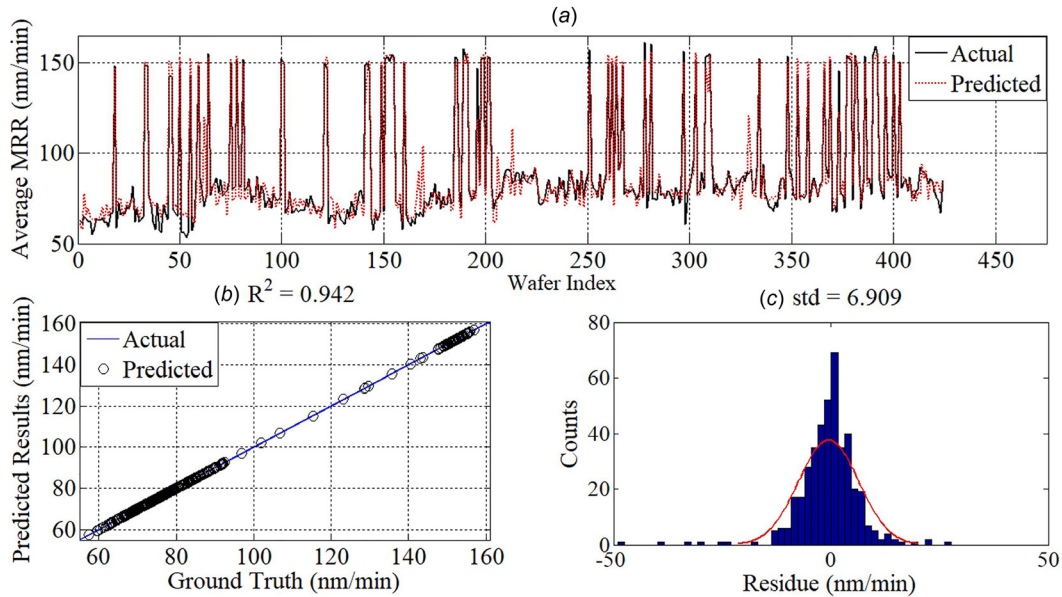 (a)
Average MRR (nm/min)
150
100
50
Actual
Predicted
0 50 100 150 200 250 300 350 400 450
Wafer Index
(b) R² = 0.942
Predicted Results (nm/min)
160
140
120
100
80
60
Actual
Predicted
60 80 100 120 140 160
Ground Truth (nm/min)
(c) std = 6.909
Counts
80
60
40
20
0
-50 0 50
Residue (nm/min)